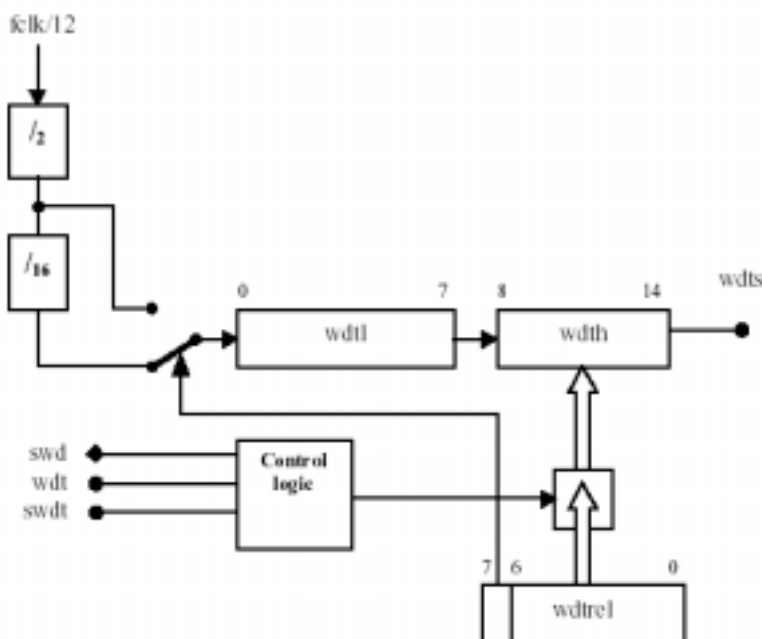 fclk/12
/2
/16
0 7 8 14 wdts
wdtl wdth
swd
wdt
swdt
Control
logic
7 6 0
wdtrel